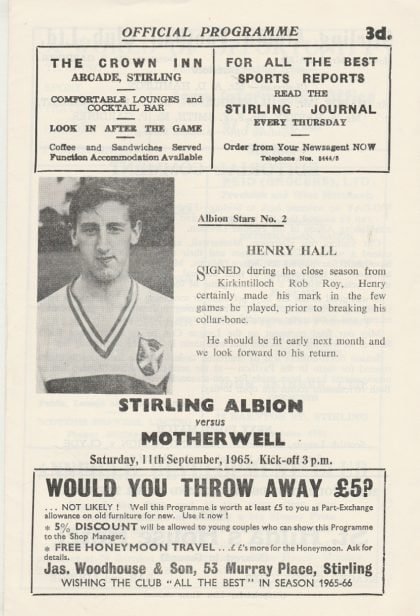 OFFICIAL PROGRAMME 3d.
THE CROWN INN
ARCADE, STIRLING
COMFORTABLE LOUNGES and
COCKTAIL BAR
LOOK IN AFTER THE GAME
Coffee and Sandwiches Served
Function Accommodation Available
FOR ALL THE BEST
SPORTS REPORTS
READ THE
STIRLING JOURNAL
EVERY THURSDAY
Order from Your Newsagent NOW
Telephone Nos. 5444/5
Albion Stars No. 2
HENRY HALL
SIGNED during the close season from
Kirkintilloch Rob Roy, Henry
certainly made his mark in the few
games he played, prior to breaking his
collar-bone.
He should be fit early next month and
we look forward to his return.
STIRLING ALBION
versus
MOTHERWELL
Saturday, 11th September, 1965. Kick-off 3 p.m.
WOULD YOU THROW AWAY £5?
. . . NOT LIKELY ! Well this Programme is worth at least £5 to you as Part-Exchange
allowance on old furniture for new. Use it now !
* 5% DISCOUNT will be allowed to young couples who can show this Programme
to the Shop Manager.
* FREE HONEYMOON TRAVEL . . . £ £'s more for the Honeymoon. Ask for
details.
Jas. Woodhouse & Son, 53 Murray Place, Stirling
WISHING THE CLUB "ALL THE BEST" IN SEASON 1965-66